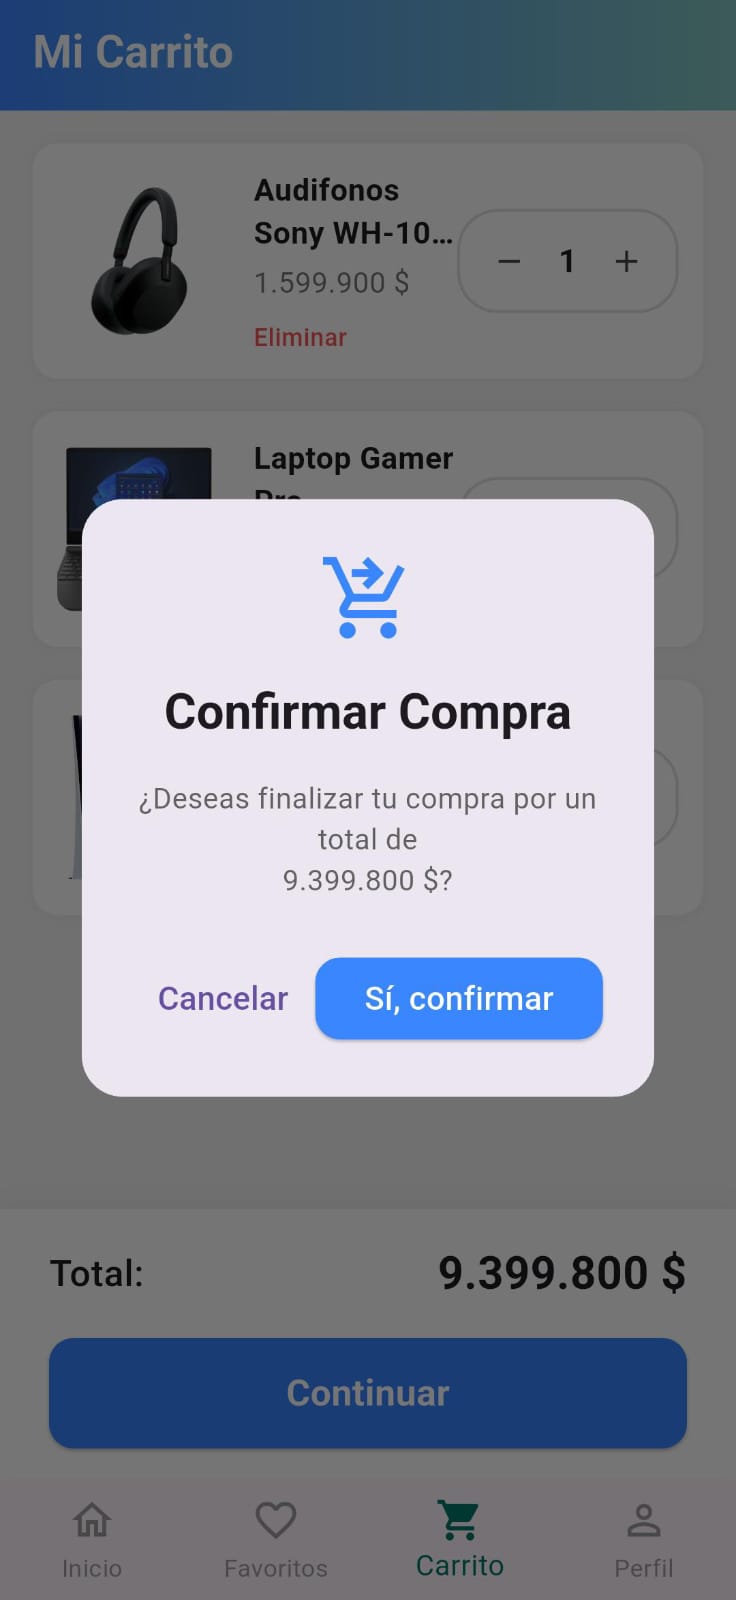 Mi Carrito
Audifonos
Sony WH-10...
1.599.900 $
Eliminar
− 1 +
Laptop Gamer
Pro
Confirmar Compra
¿Deseas finalizar tu compra por un
total de
9.399.800 $?
Cancelar
Sí, confirmar
Total:
9.399.800 $
Continuar
Inicio
Favoritos
Carrito
Perfil